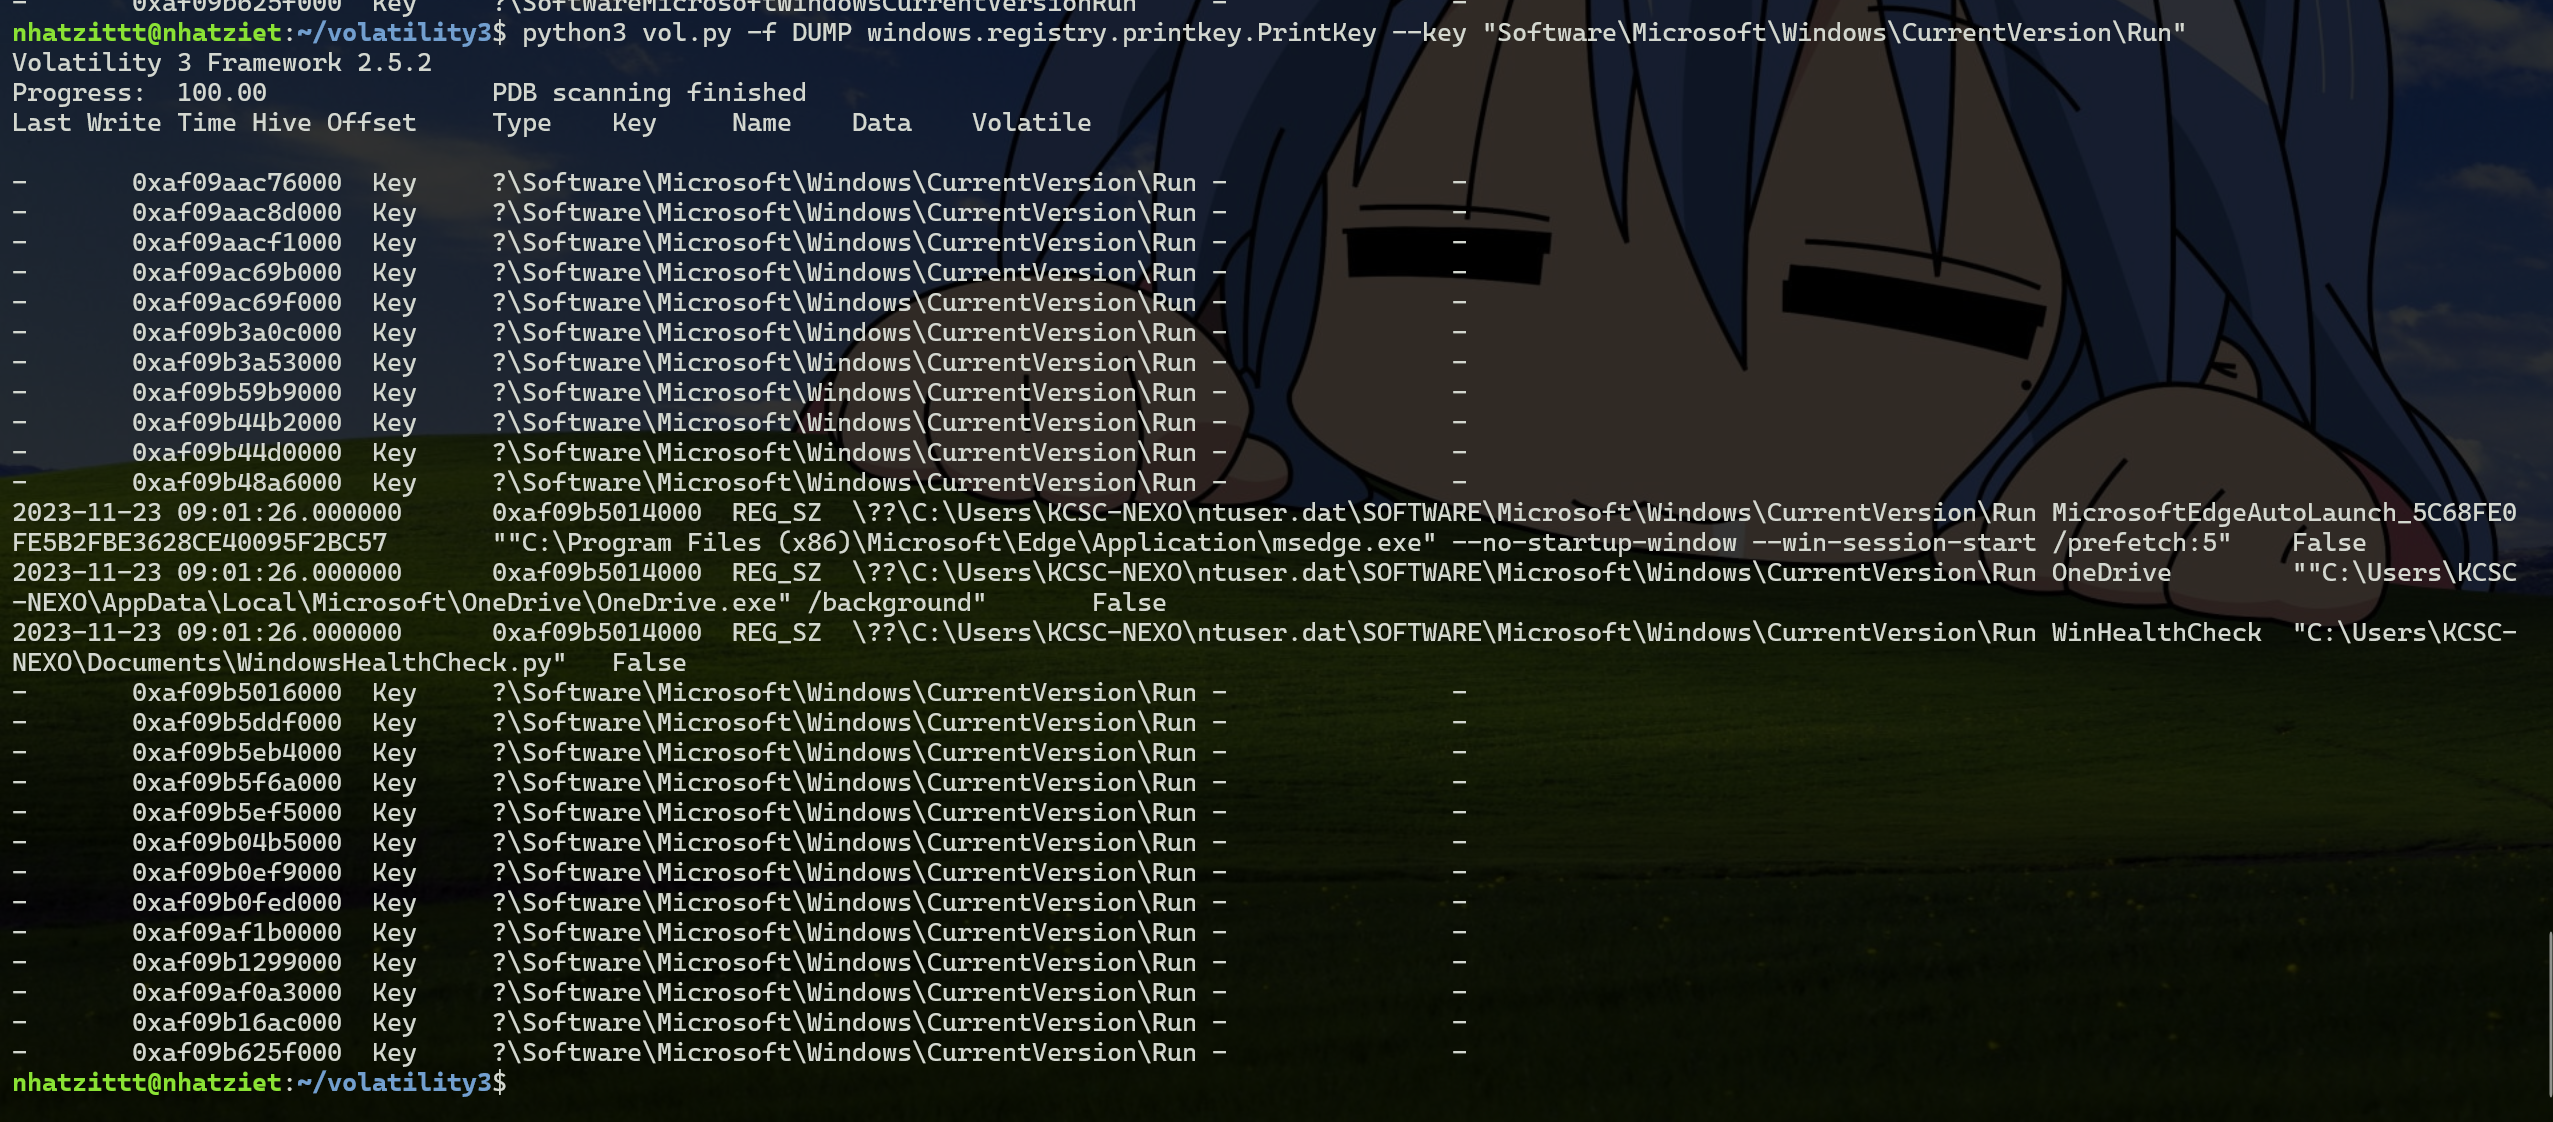 -       0xaf09b625f000  Key     ?\SoftwareMicrosoftWindowsCurrentVersionRun     -               -
nhatzittt@nhatziet:~/volatility3$ python3 vol.py -f DUMP windows.registry.printkey.PrintKey --key "Software\Microsoft\Windows\CurrentVersion\Run"
Volatility 3 Framework 2.5.2
Progress:  100.00               PDB scanning finished
Last Write Time Hive Offset     Type    Key     Name    Data    Volatile
-       0xaf09aac76000  Key     ?\Software\Microsoft\Windows\CurrentVersion\Run -               -
-       0xaf09aac8d000  Key     ?\Software\Microsoft\Windows\CurrentVersion\Run -               -
-       0xaf09aacf1000  Key     ?\Software\Microsoft\Windows\CurrentVersion\Run -               -
-       0xaf09ac69b000  Key     ?\Software\Microsoft\Windows\CurrentVersion\Run -               -
-       0xaf09ac69f000  Key     ?\Software\Microsoft\Windows\CurrentVersion\Run -               -
-       0xaf09b3a0c000  Key     ?\Software\Microsoft\Windows\CurrentVersion\Run -               -
-       0xaf09b3a53000  Key     ?\Software\Microsoft\Windows\CurrentVersion\Run -               -
-       0xaf09b59b9000  Key     ?\Software\Microsoft\Windows\CurrentVersion\Run -               -
-       0xaf09b44b2000  Key     ?\Software\Microsoft\Windows\CurrentVersion\Run -               -
-       0xaf09b44d0000  Key     ?\Software\Microsoft\Windows\CurrentVersion\Run -               -
-       0xaf09b48a6000  Key     ?\Software\Microsoft\Windows\CurrentVersion\Run -               -
2023-11-23 09:01:26.000000      0xaf09b5014000  REG_SZ  \??\C:\Users\KCSC-NEXO\ntuser.dat\SOFTWARE\Microsoft\Windows\CurrentVersion\Run MicrosoftEdgeAutoLaunch_5C68FE0
FE5B2FBE3628CE40095F2BC57       ""C:\Program Files (x86)\Microsoft\Edge\Application\msedge.exe" --no-startup-window --win-session-start /prefetch:5"    False
2023-11-23 09:01:26.000000      0xaf09b5014000  REG_SZ  \??\C:\Users\KCSC-NEXO\ntuser.dat\SOFTWARE\Microsoft\Windows\CurrentVersion\Run OneDrive        ""C:\Users\KCSC
-NEXO\AppData\Local\Microsoft\OneDrive\OneDrive.exe" /background"       False
2023-11-23 09:01:26.000000      0xaf09b5014000  REG_SZ  \??\C:\Users\KCSC-NEXO\ntuser.dat\SOFTWARE\Microsoft\Windows\CurrentVersion\Run WinHealthCheck  "C:\Users\KCSC-
NEXO\Documents\WindowsHealthCheck.py"   False
-       0xaf09b5016000  Key     ?\Software\Microsoft\Windows\CurrentVersion\Run -               -
-       0xaf09b5ddf000  Key     ?\Software\Microsoft\Windows\CurrentVersion\Run -               -
-       0xaf09b5eb4000  Key     ?\Software\Microsoft\Windows\CurrentVersion\Run -               -
-       0xaf09b5f6a000  Key     ?\Software\Microsoft\Windows\CurrentVersion\Run -               -
-       0xaf09b5ef5000  Key     ?\Software\Microsoft\Windows\CurrentVersion\Run -               -
-       0xaf09b04b5000  Key     ?\Software\Microsoft\Windows\CurrentVersion\Run -               -
-       0xaf09b0ef9000  Key     ?\Software\Microsoft\Windows\CurrentVersion\Run -               -
-       0xaf09b0fed000  Key     ?\Software\Microsoft\Windows\CurrentVersion\Run -               -
-       0xaf09af1b0000  Key     ?\Software\Microsoft\Windows\CurrentVersion\Run -               -
-       0xaf09b1299000  Key     ?\Software\Microsoft\Windows\CurrentVersion\Run -               -
-       0xaf09af0a3000  Key     ?\Software\Microsoft\Windows\CurrentVersion\Run -               -
-       0xaf09b16ac000  Key     ?\Software\Microsoft\Windows\CurrentVersion\Run -               -
-       0xaf09b625f000  Key     ?\Software\Microsoft\Windows\CurrentVersion\Run -               -
nhatzittt@nhatziet:~/volatility3$